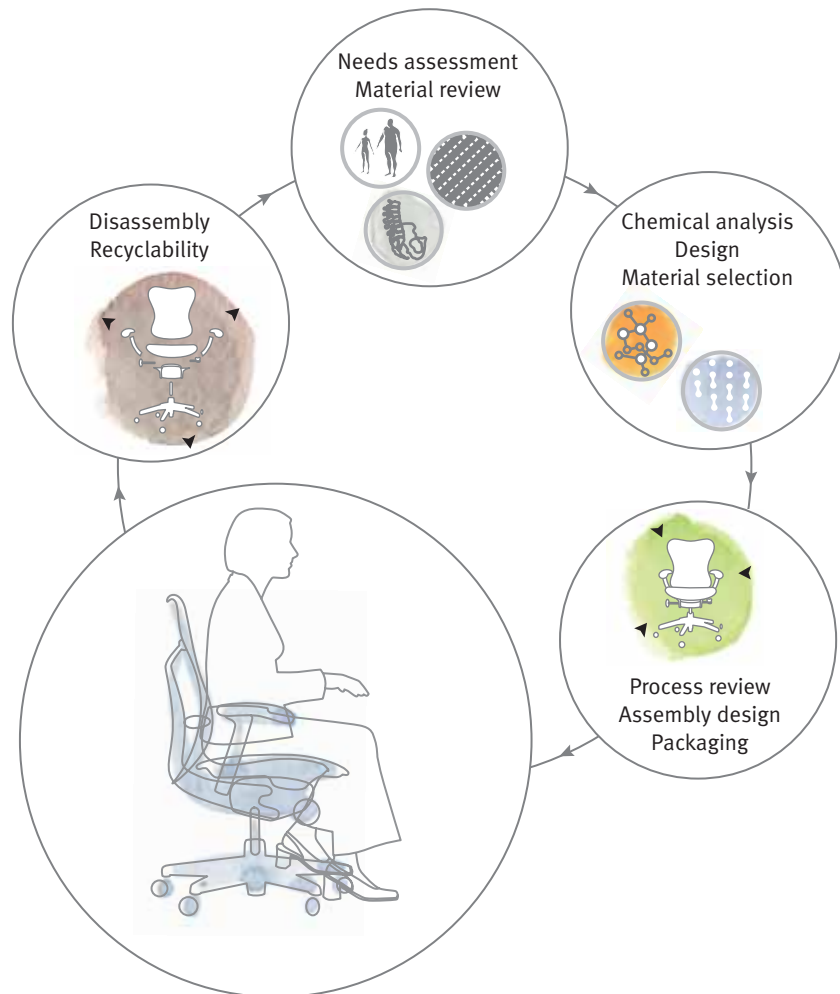 Needs assessment
Material review
Chemical analysis
Design
Material selection
Process review
Assembly design
Packaging
Disassembly
Recyclability